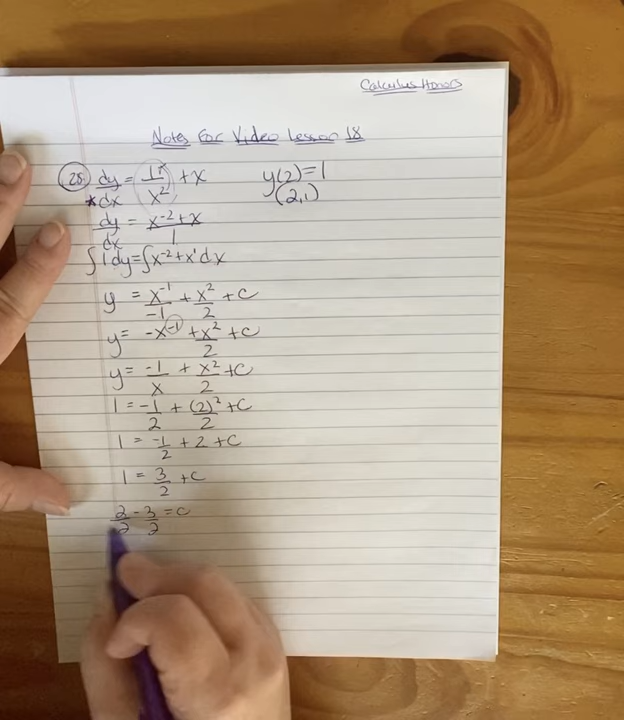 Calculus Honors
Notes For Video Lesson 18
28. dy/dx = 1/x² + x y(2) = 1
* (2,1)
dy/dx = x⁻² + x/1
∫1dy = ∫x⁻² + x¹dx
y = x⁻¹/-1 + x²/2 + C
y = -x⁻¹ + x²/2 + C
y = -1/x + x²/2 + C
1 = -1/2 + (2)²/2 + C
1 = -1/2 + 2 + C
1 = 3/2 + C
2/2 - 3/2 = C